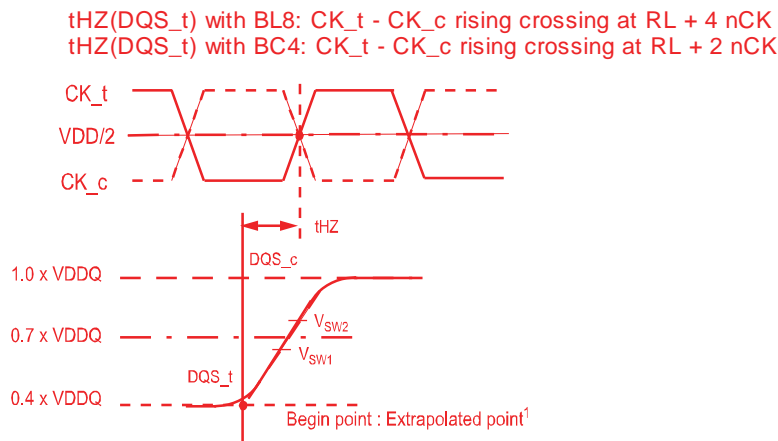 tHZ(DQS_t) with BL8: CK_t - CK_c rising crossing at RL + 4 nCK
tHZ(DQS_t) with BC4: CK_t - CK_c rising crossing at RL + 2 nCK
CK_t
VDD/2
CK_c
tHZ
DQS_c
1.0 x VDDQ
VSW2
0.7 x VDDQ
VSW1
DQS_t
0.4 x VDDQ
Begin point : Extrapolated point1